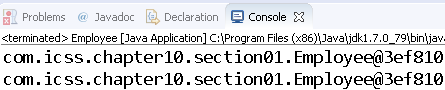 Problems @ Javadoc Declaration Console
<terminated> Employee [Java Application] C:\Program Files (x86)\Java\jdk1.7.0_79\bin\jav
com.icss.chapter10.section01.Employee@3ef810
com.icss.chapter10.section01.Employee@3ef810